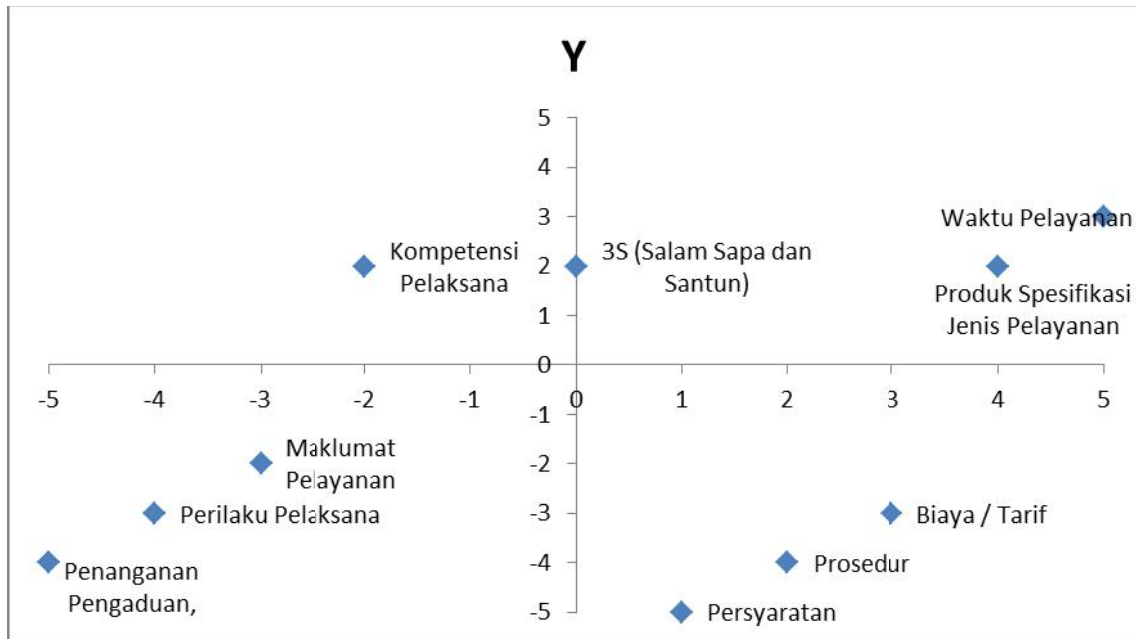 Y
5
4
3
Waktu Pelayanan
Kompetensi
Pelaksana
2
3S (Salam Sapa dan
Santun)
Produk Spesifikasi
Jenis Pelayanan
1
0
-5 -4 -3 -2 -1 0 1 2 3 4 5
-1
Maklumat
Pelayanan
-2
Perilaku Pelaksana
-3
Biaya / Tarif
Penanganan
Pengaduan,
-4
Prosedur
-5
Persyaratan